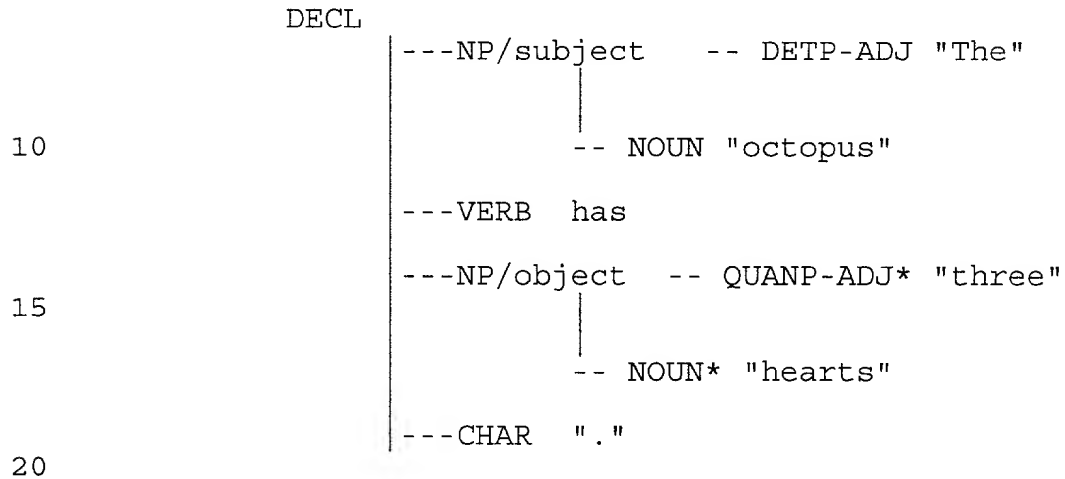 DECL
---NP/subject -- DETP-ADJ "The"
10 -- NOUN "octopus"
---VERB has
---NP/object -- QUANP-ADJ* "three"
15
-- NOUN* "hearts"
---CHAR "."
20